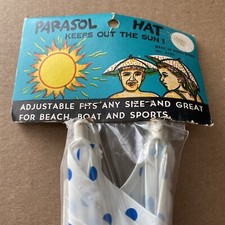 PARASOL HAT
KEEPS OUT THE SUN!
ADJUSTABLE FITS ANY SIZE AND GREAT
FOR BEACH, BOAT AND SPORTS.